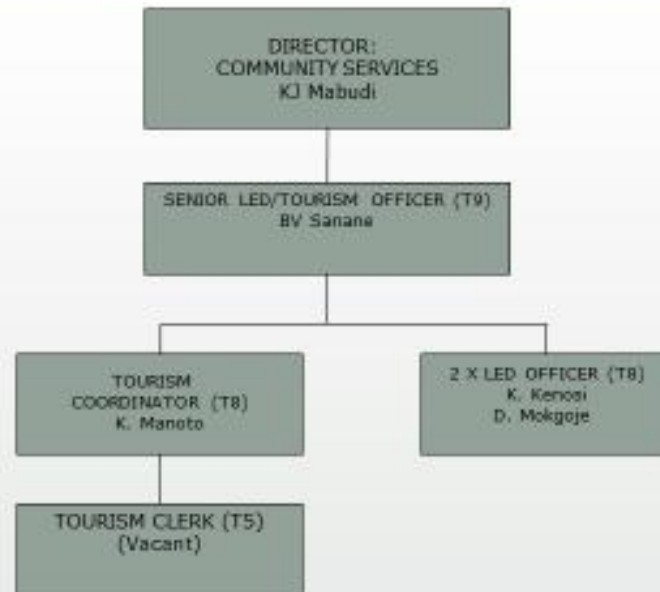 DIRECTOR:
COMMUNITY SERVICES
KJ Mabudi
SENIOR LED/TOURISM OFFICER (T9)
BV Sanane
TOURISM
COORDINATOR (T8)
K. Manoto
2 X LED OFFICER (T8)
K. Kenosi
D. Mokgoje
TOURISM CLERK (T5)
(Vacant)